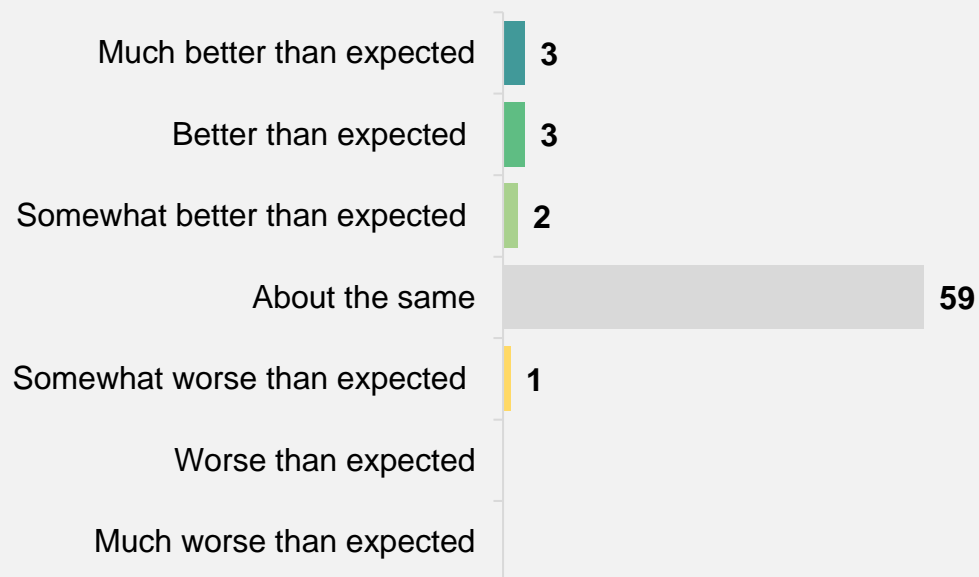 Much better than expected 3
Better than expected 3
Somewhat better than expected 2
About the same 59
Somewhat worse than expected 1
Worse than expected
Much worse than expected